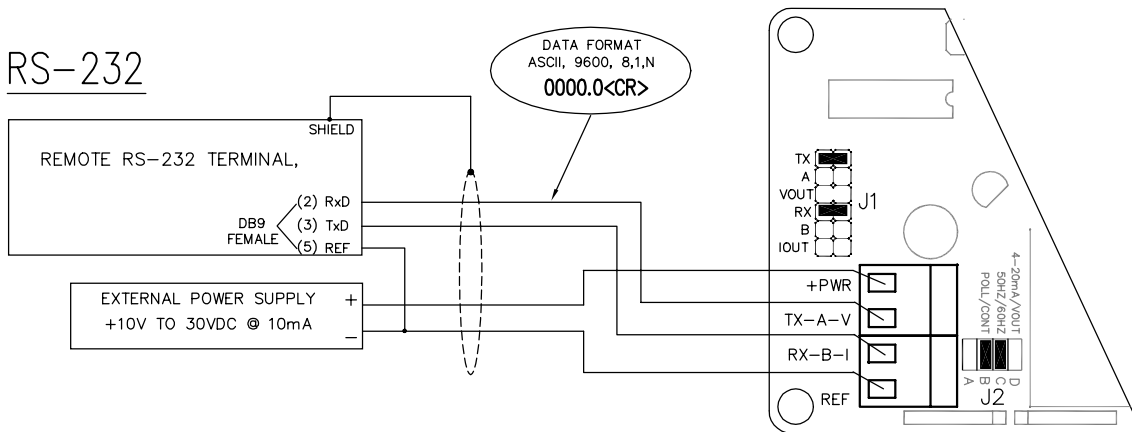 RS-232
DATA FORMAT
ASCII, 9600, 8,1,N
0000.0<CR>
SHIELD
REMOTE RS-232 TERMINAL,
(2) RxD
(3) TxD
(5) REF
DB9
FEMALE
EXTERNAL POWER SUPPLY
+10V TO 30VDC @ 10mA
+
−
TX
A
VOUT
RX
B
IOUT
J1
+PWR
TX-A-V
RX-B-I
REF
4-20mA/VOUT
50HZ/60HZ
POLL/CONT
A
B
C
D
J2